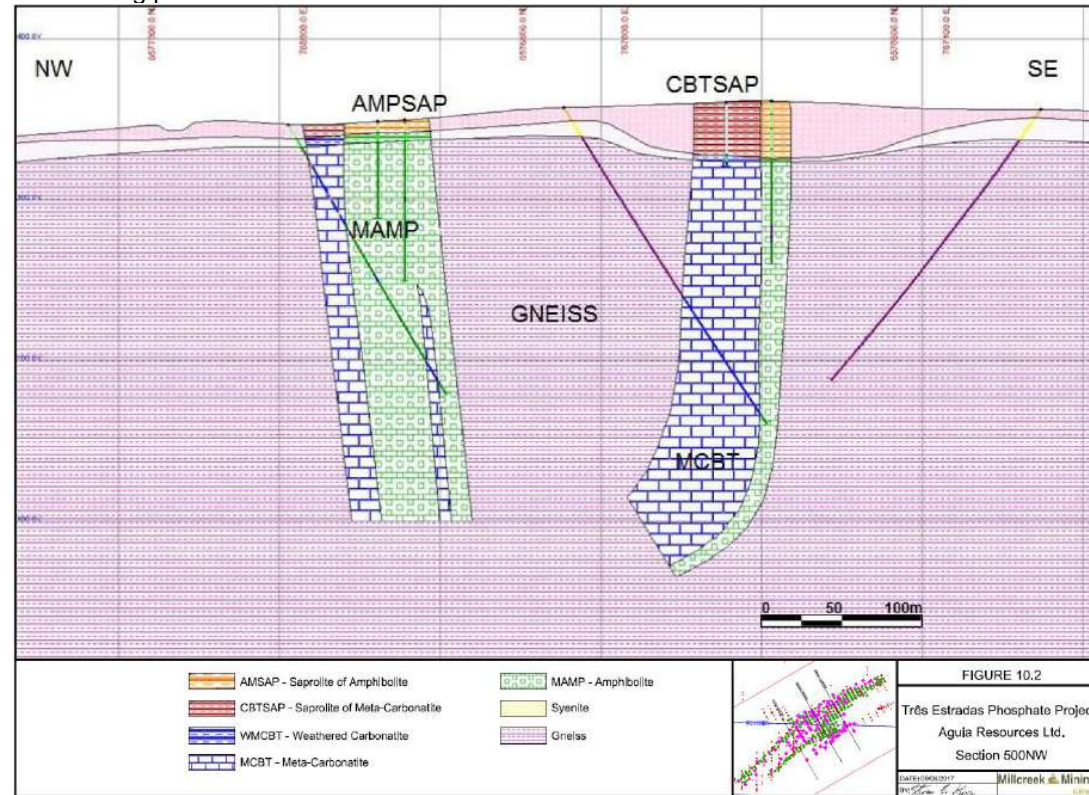 400.0V
NW
SE
AMPSAP
CBTSAP
MAMP
GNEISS
MCBT
0 50 100m
AMSAP - Saprolite of Amphibolite
CBTSAP - Saprolite of Meta-Carbonatite
WMCBT - Weathered Carbonatite
MCBT - Meta-Carbonatite
MAMP - Amphibolite
Syenite
Gneiss
FIGURE 10.2
Três Estradas Phosphate Projec
Aguia Resources Ltd.
Section 500NW
Millcreek Minin